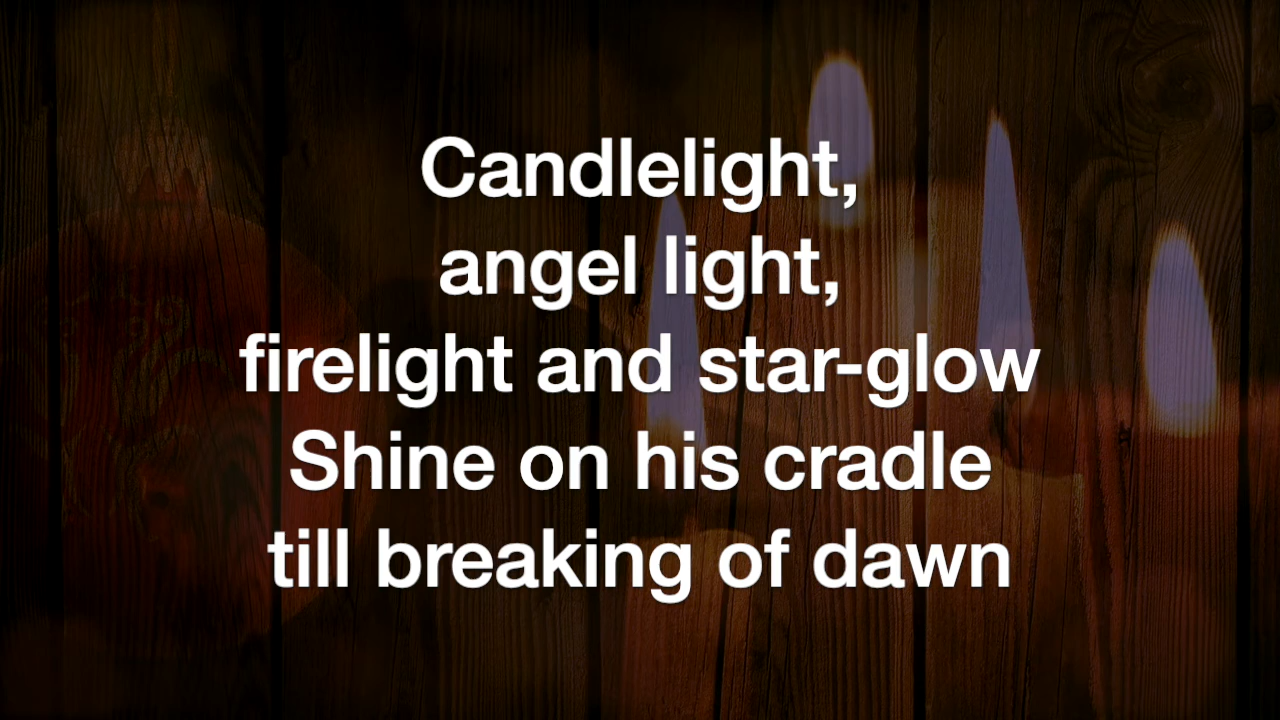 Candlelight,
angel light,
firelight and star-glow
Shine on his cradle
till breaking of dawn